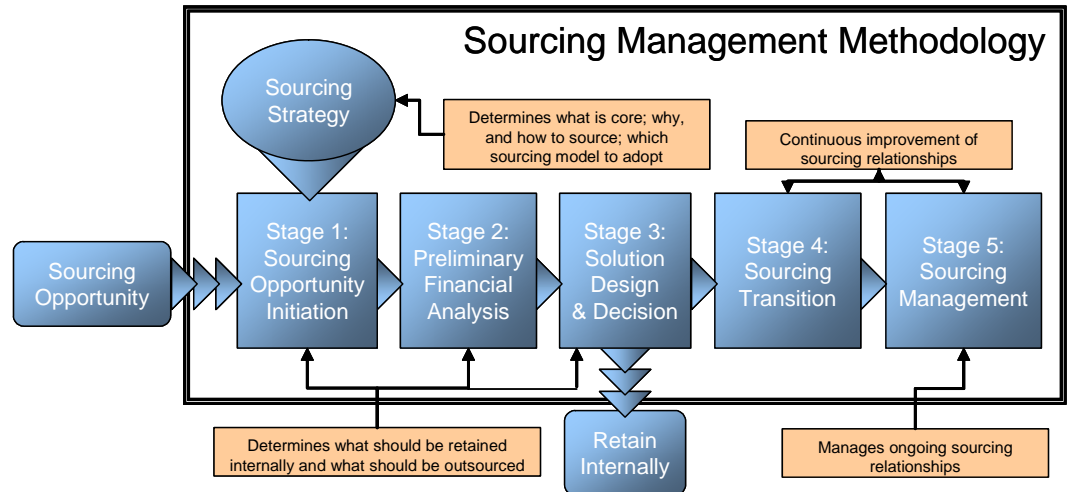 Sourcing Management Methodology
Sourcing
Strategy
Determines what is core; why,
and how to source; which
sourcing model to adopt
Continuous improvement of
sourcing relationships
Sourcing
Opportunity
Stage 1:
Sourcing
Opportunity
Initiation
Stage 2:
Preliminary
Financial
Analysis
Stage 3:
Solution
Design
& Decision
Stage 4:
Sourcing
Transition
Stage 5:
Sourcing
Management
Determines what should be retained
internally and what should be outsourced
Retain
Internally
Manages ongoing sourcing
relationships